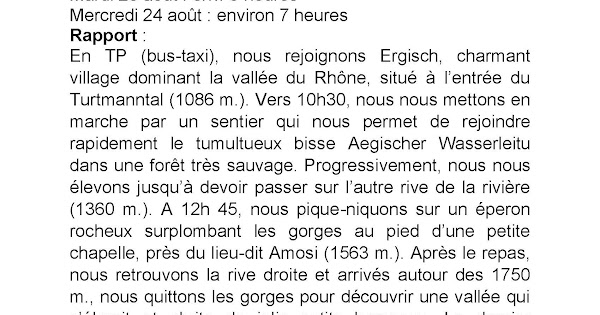 Mercredi 24 août : environ 7 heures
Rapport :
En TP (bus-taxi), nous rejoignons Ergisch, charmant
village dominant la vallée du Rhône, situé à l'entrée du
Turtmanntal (1086 m.). Vers 10h30, nous nous mettons en
marche par un sentier qui nous permet de rejoindre
rapidement le tumultueux bisse Aegischer Wasserleitu
dans une forêt très sauvage. Progressivement, nous nous
élevons jusqu'à devoir passer sur l'autre rive de la rivière
(1360 m.). A 12h 45, nous pique-niquons sur un éperon
rocheux surplombant les gorges au pied d'une petite
chapelle, près du lieu-dit Amosi (1563 m.). Après le repas,
nous retrouvons la rive droite et arrivés autour des 1750
m., nous quittons les gorges pour découvrir une vallée qui